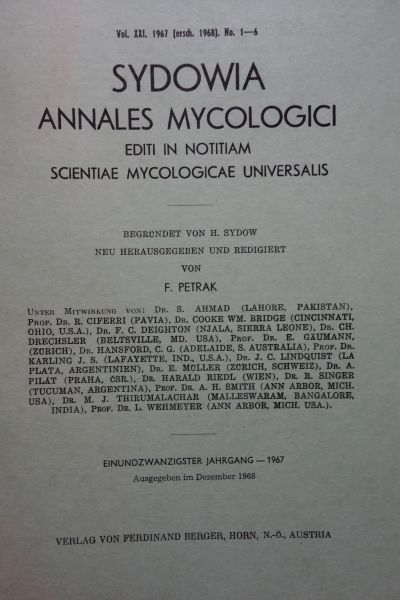 Vol. XXI. 1967 (ersch. 1968). No. 1—6
SYDOWIA
ANNALES MYCOLOGICI
EDITI IN NOTITIAM
SCIENTIAE MYCOLOGICAE UNIVERSALIS
BEGRÜNDET VON H. SYDOW
NEU HERAUSGEGEBEN UND REDIGIERT
VON
F. PETRAK
UNTER MITWIRKUNG VON: DR. S. AHMAD (LAHORE, PAKISTAN),
PROF. DR. R. CIFERRI (PAVIA), DR. COOKE WM. BRIDGE (CINCINNATI,
OHIO, U.S.A.), DR. F. C. DEIGHTON (NJALA, SIERRA LEONE), DR. CH.
DRECHSLER (BELTSVILLE, MD. USA), PROF. DR. E. GÄUMANN,
(ZÜRICH), DR. HANSFORD, C. G. (ADELAIDE, S. AUSTRALIA), PROF. DR.
KARLING J. S. (LAFAYETTE, IND., U.S.A.), DR. J. C. LINDQUIST (LA
PLATA, ARGENTINIEN), DR. E. MÜLLER (ZÜRICH, SCHWEIZ), DR. A.
PILÁT (PRAHA, ČSR.), DR. HARALD RIEDL (WIEN), DR. R. SINGER
(TUCUMAN, ARGENTINA), PROF. DR. A. H. SMITH (ANN ARBOR, MICH.
USA), DR. M. J. THIRUMALACHAR (MALLESWARAM, BANGALORE,
INDIA), PROF. DR. L. WEHMEYER (ANN ARBOR, MICH. USA.).
EINUNDZWANZIGSTER JAHRGANG — 1967
Ausgegeben im Dezember 1968
VERLAG VON FERDINAND BERGER, HORN, N.-Ö., AUSTRIA